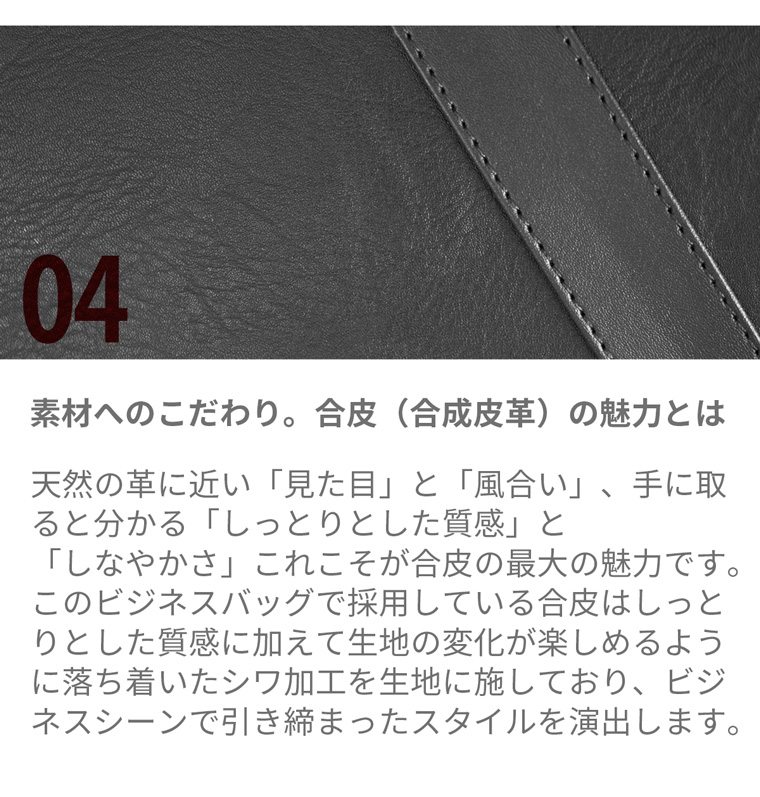 04
素材へのこだわり。合皮（合成皮革）の魅力とは
天然の革に近い「見た目」と「風合い」、手に取
ると分かる「しっとりとした質感」と
「しなやかさ」これこそが合皮の最大の魅力です。
このビジネスバッグで採用している合皮はしっと
りとした質感に加えて生地の変化が楽しめるよう
に落ち着いたシワ加工を生地に施しており、ビジ
ネスシーンで引き締まったスタイルを演出します。